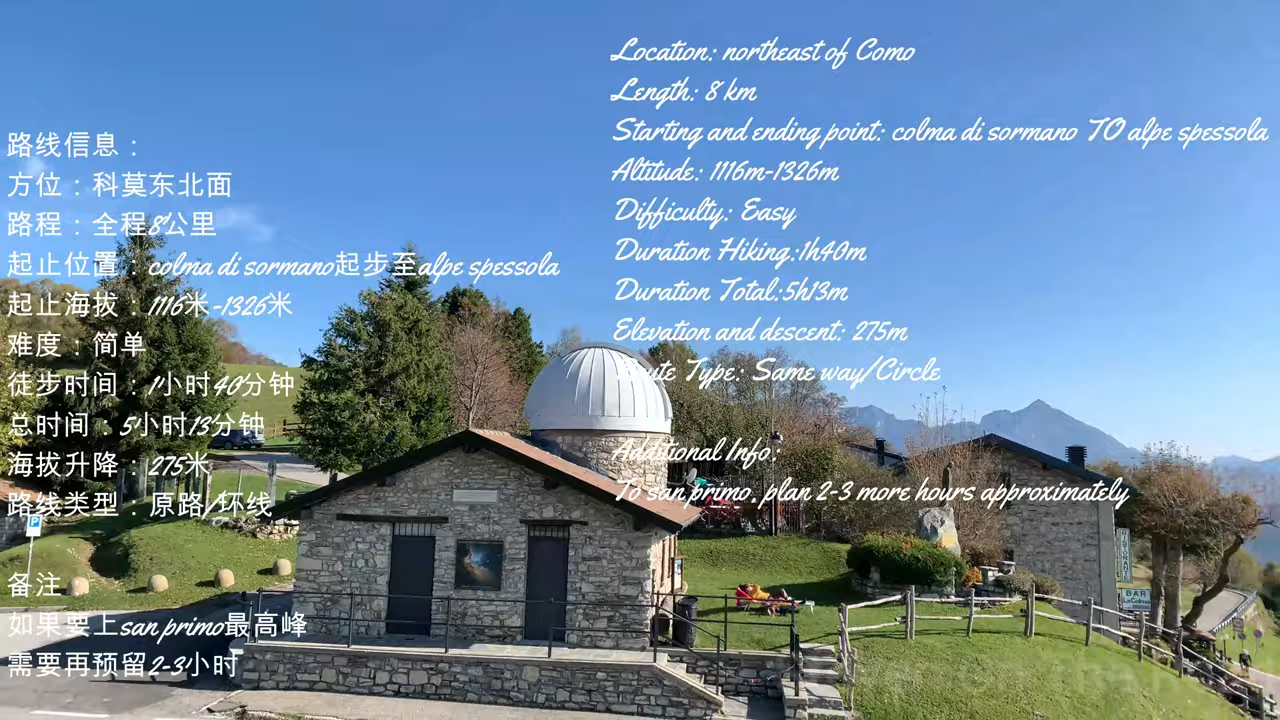 路线信息：
方位：科莫东北面
路程：全程8公里
起止位置：colma di sormano起步至alpe spessola
起止海拔：1116米-1326米
难度：简单
徒步时间：1小时40分钟
总时间：5小时13分钟
海拔升降：275米
路线类型：原路/环线
备注：
如果要上san primo最高峰
需要再预留2-3小时
Location: northeast of Como
Length: 8 km
Starting and ending point: colma di sormano TO alpe spessola
Altitude: 1116m-1326m
Difficulty: Easy
Duration Hiking:1h40m
Duration Total:5h13m
Elevation and descent: 275m
Route Type: Same way/Circle
Additional Info:
To san primo, plan 2-3 more hours approximately
P
RISTORANTE
BAR
La Colma